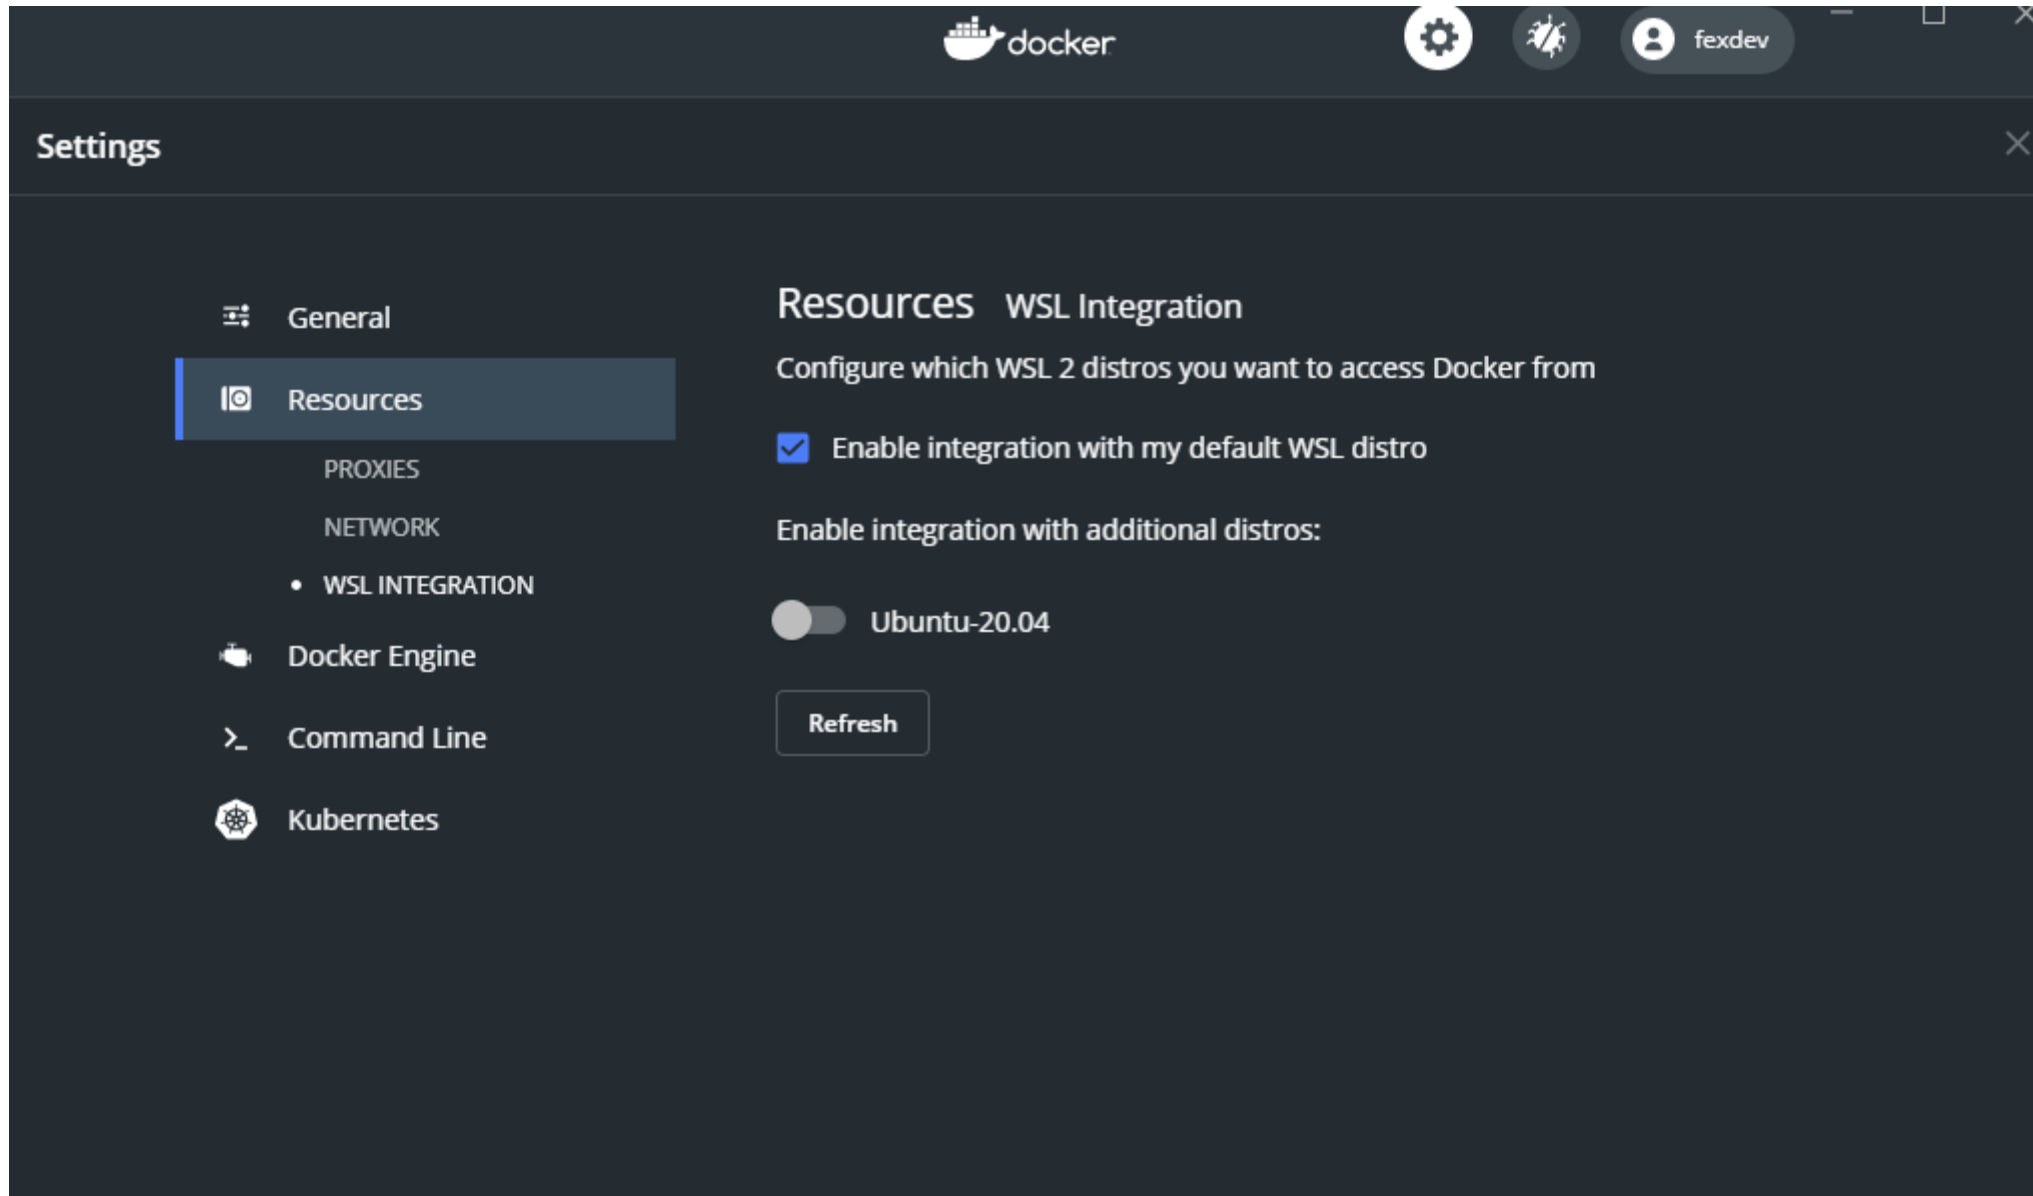 docker
fexdev
Settings
General
Resources
PROXIES
NETWORK
WSL INTEGRATION
Docker Engine
Command Line
Kubernetes
Resources WSL Integration
Configure which WSL 2 distros you want to access Docker from
Enable integration with my default WSL distro
Enable integration with additional distros:
Ubuntu-20.04
Refresh